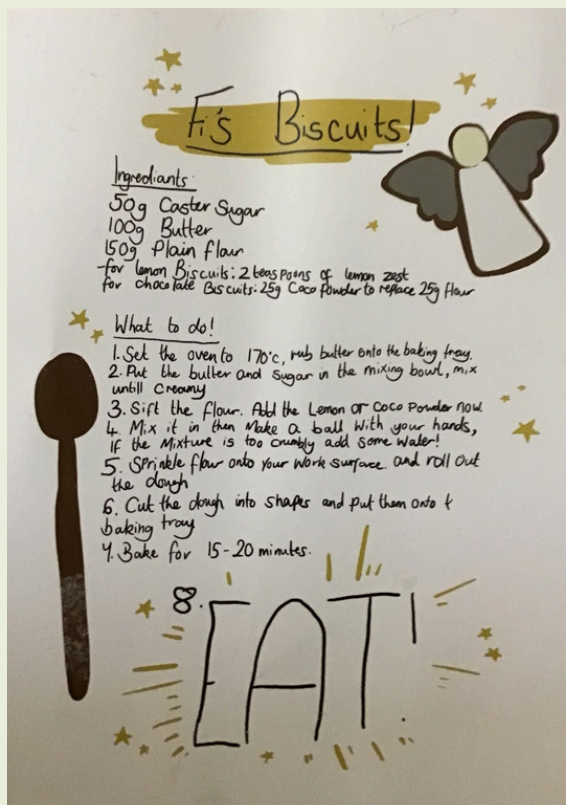 Fi's Biscuits!
Ingrediants
50g Caster Sugar
100g Butter
150g Plain flour
for lemon Biscuits: 2 teaspoons of lemon zest
for chocolate Biscuits: 25g Coco Powder to replace 25g flour
What to do!
1. Set the oven to 170°c, rub butter onto the baking tray.
2. Put the butter and sugar in the mixing bowl, mix
untill creamy
3. Sift the flour. Add the Lemon or Coco Powder now.
4. Mix it in then Make a ball with your hands,
if the Mixture is too crumbly add some water!
5. Sprinkle flour onto your work surface. and roll out
the dough
6. Cut the dough into shapes and put them onto t
baking tray
7. Bake for 15-20 minutes.
8. EAT!